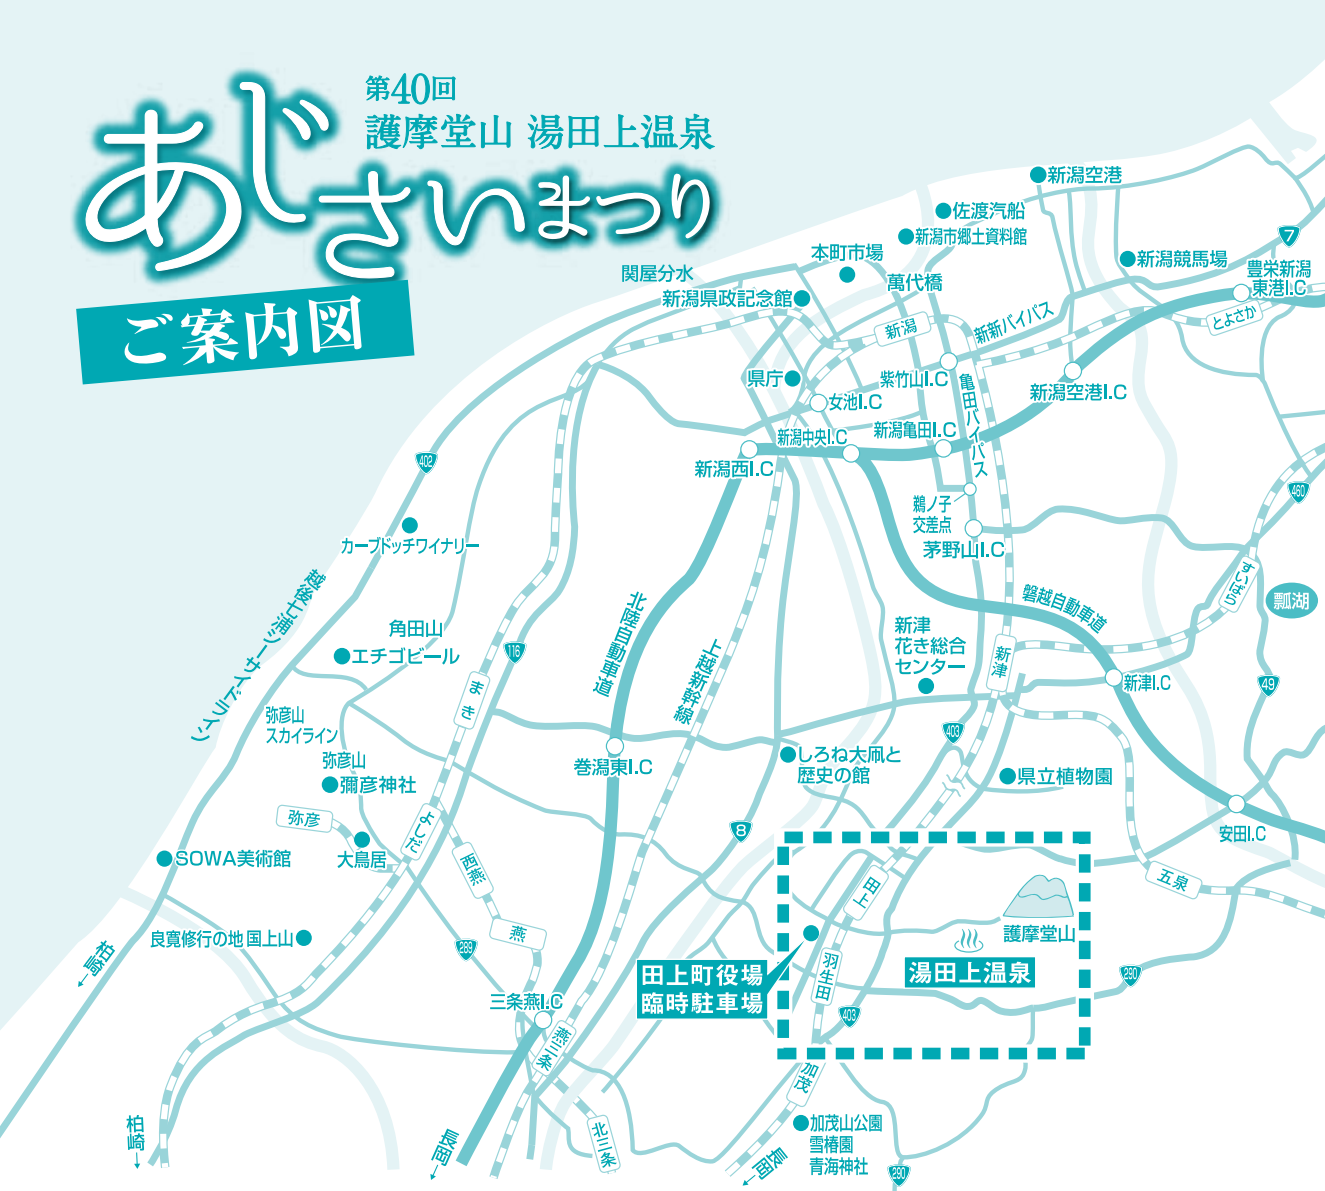 第40回
護摩堂山 湯田上温泉
あじさいまつり
ご案内図
新潟空港
佐渡汽船
新潟市郷土資料館
本町市場
萬代橋
新潟競馬場
7
豊栄新潟
東港I.C
とよさか
関屋分水
新潟県政記念館
新潟
新新バイパス
県庁
紫竹山I.C
亀田バイパス
新潟空港I.C
女池I.C
新潟中央I.C
新潟亀田I.C
新潟西I.C
402
460
鵜ノ子
交差点
茅野山I.C
カーブドッチワイナリー
すいばら
瓢湖
越後七浦シーサイドライン
北陸自動車道
磐越自動車道
角田山
エチゴビール
116
上越新幹線
新津
花き総合
センター
新津
新津I.C
49
まき
弥彦山
スカイライン
403
弥彦山
彌彦神社
巻潟東I.C
しろね大凧と
歴史の館
県立植物園
弥彦
よしだ
8
安田I.C
大鳥居
SOWA美術館
西燕
田上
五泉
良寛修行の地 国上山
燕
289
護摩堂山
柏崎
田上町役場
臨時駐車場
羽生田
湯田上温泉
290
三条燕I.C
403
燕三条
加茂
柏崎
長岡
北三条
加茂山公園
雪椿園
青海神社
長岡
290